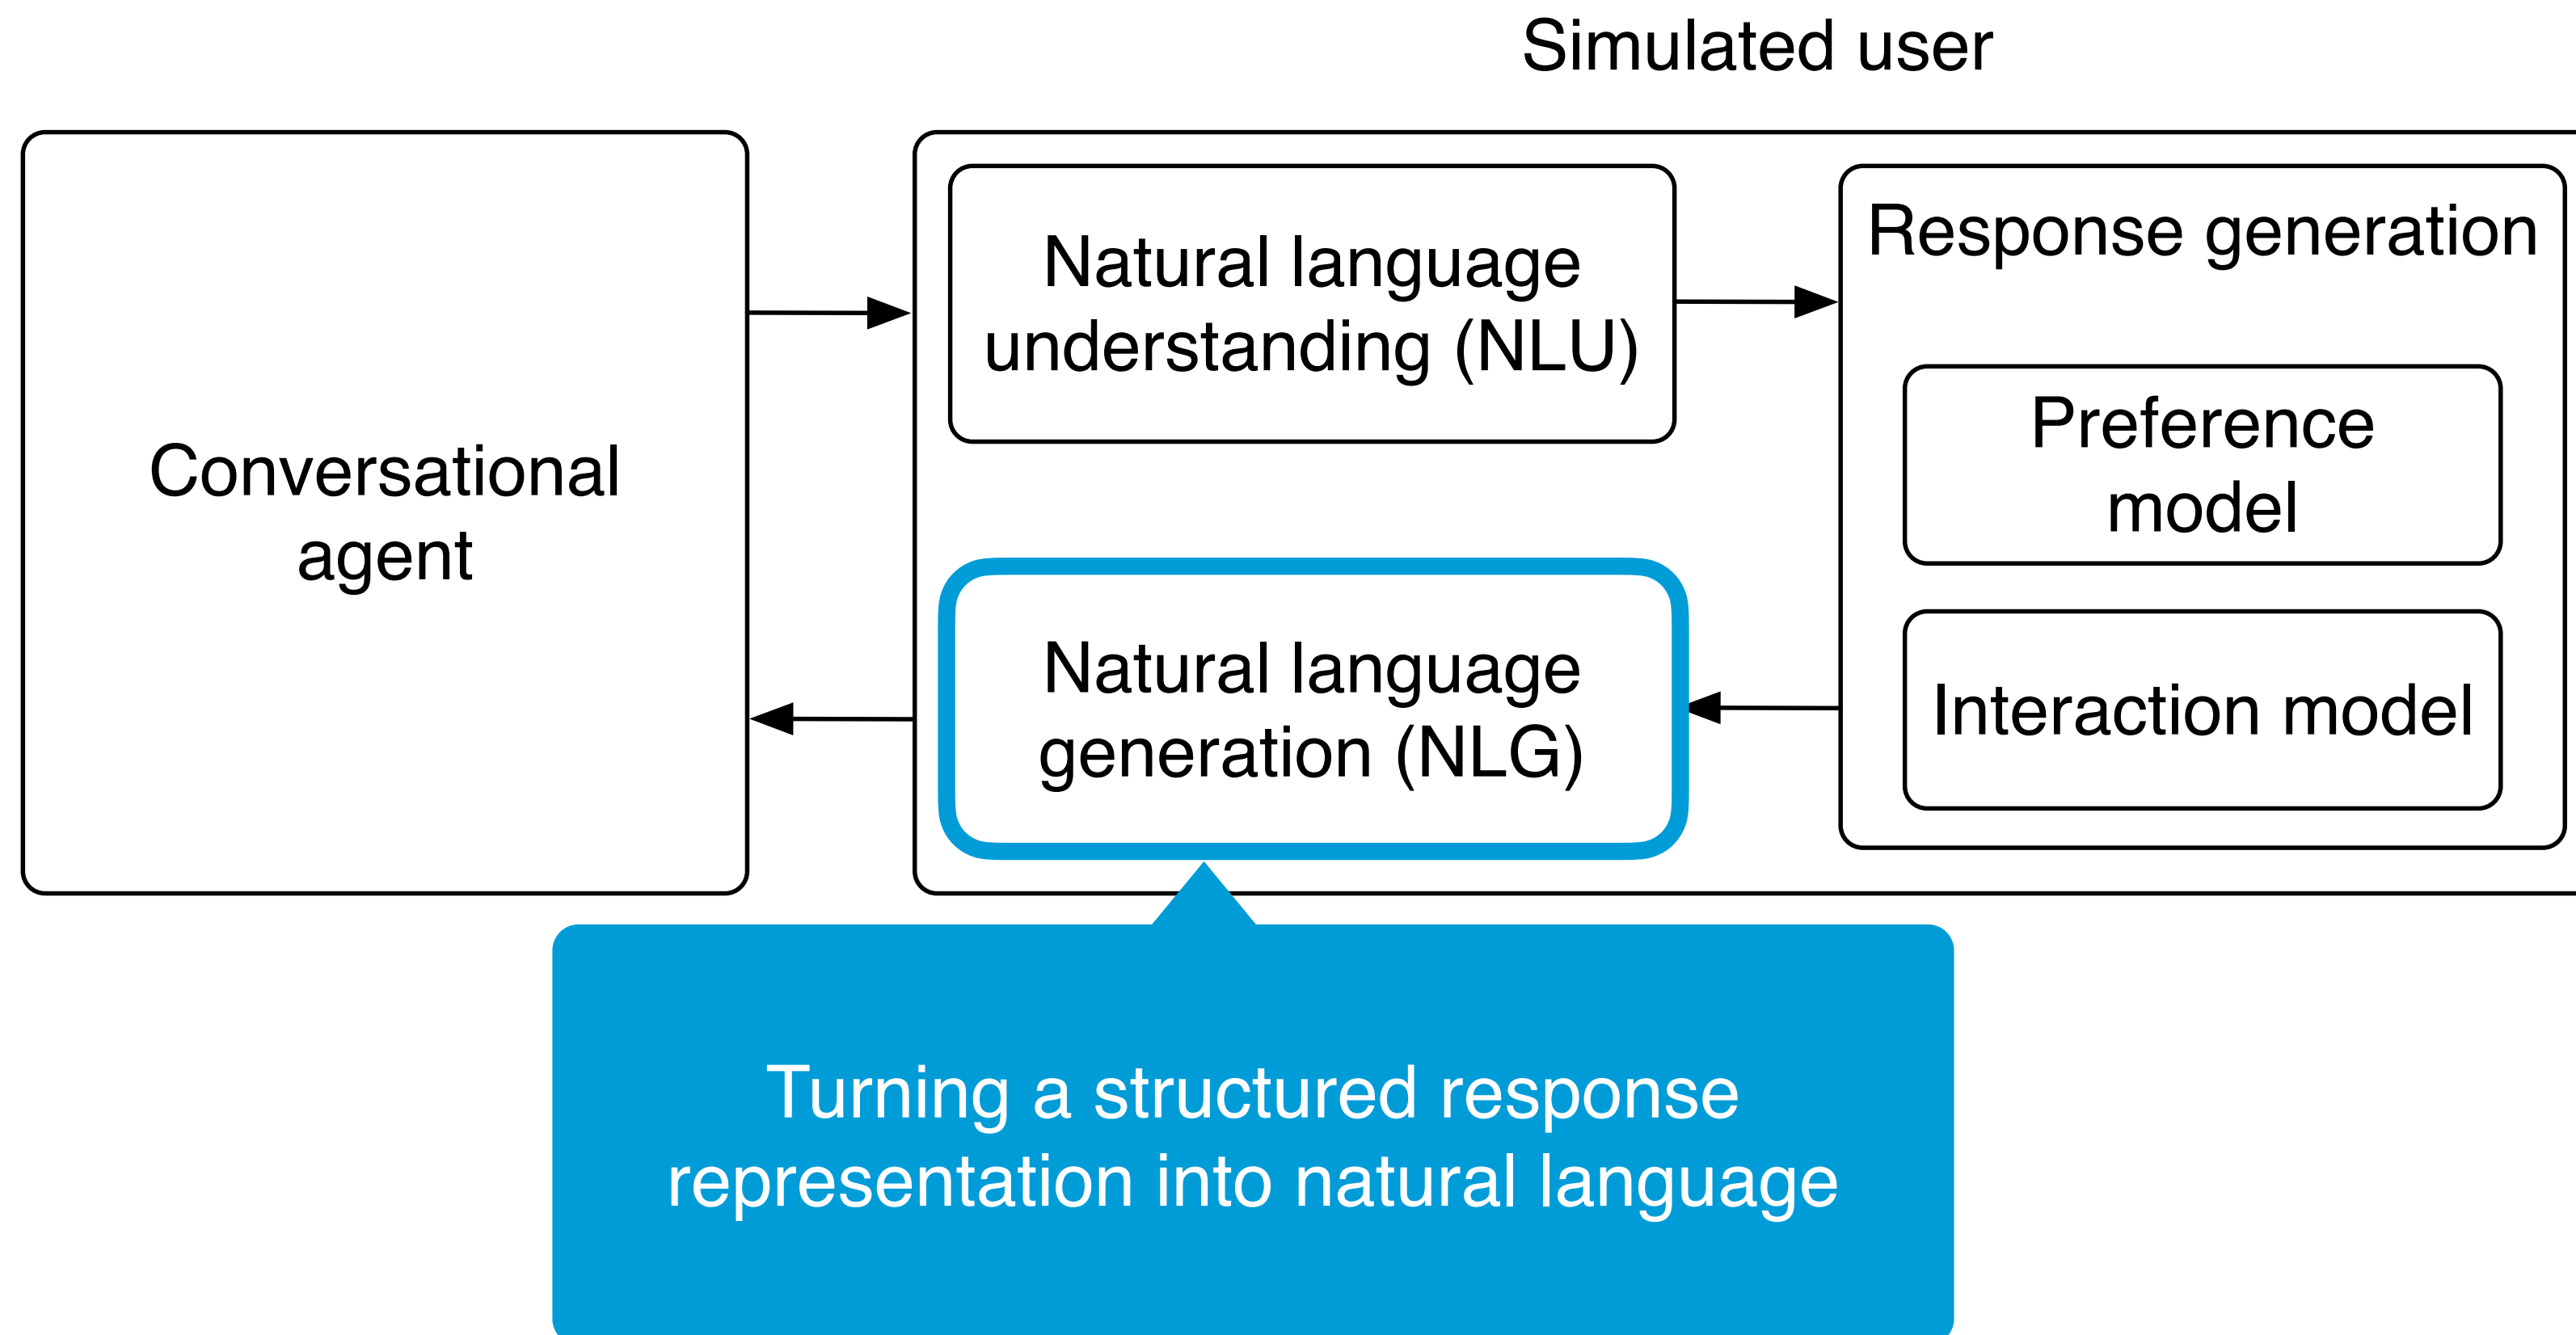 Simulated user
Conversational
agent
Natural language
understanding (NLU)
Natural language
generation (NLG)
Response generation
Preference
model
Interaction model
Turning a structured response
representation into natural language